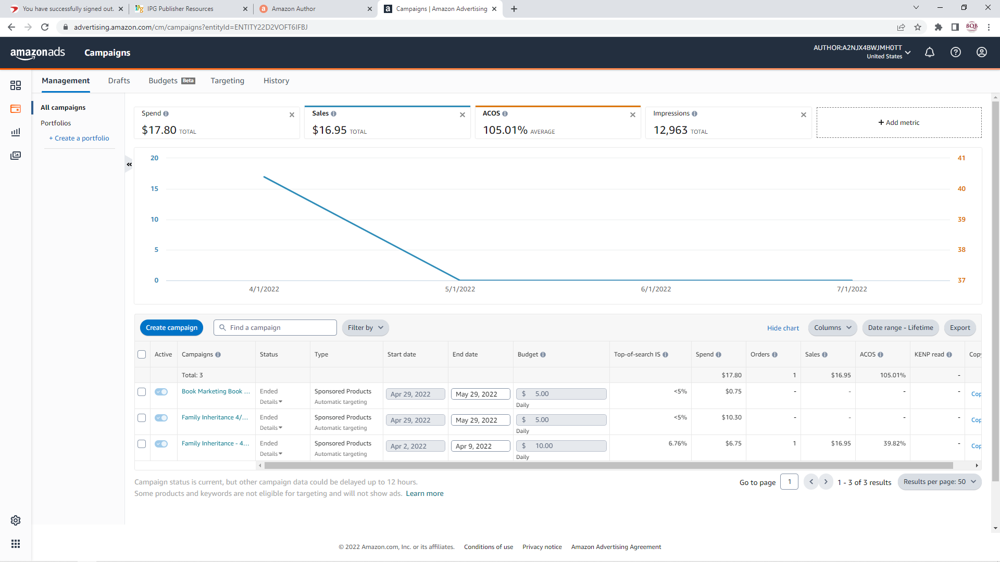 You have successfully signed out.
IPG Publisher Resources
Amazon Author
Campaigns | Amazon Advertising
advertising.amazon.com/cm/campaigns?entityId=ENTITY22D2VOFT6IFBJ
BQB
amazonads
Campaigns
AUTHOR:A2NJX4BWJMH0TT
United States
Management
Drafts
Budgets Beta
Targeting
History
All campaigns
Portfolios
+ Create a portfolio
Spend
$17.80 TOTAL
Sales
$16.95 TOTAL
ACOS
105.01% AVERAGE
Impressions
12,963 TOTAL
+ Add metric
20 41
15 40
10 39
5 38
0 37
4/1/2022 5/1/2022 6/1/2022 7/1/2022
Create campaign
Find a campaign
Filter by
Hide chart
Columns
Date range - Lifetime
Export
Active Campaigns Status Type Start date End date Budget Top-of-search IS Spend Orders Sales ACOS KENP read Copy
Total: 3 $17.80 1 $16.95 105.01% -
Book Marketing Book ... Ended Sponsored Products Apr 29, 2022 May 29, 2022 $ 5.00 <5% $0.75 - - - - Cop
Details Automatic targeting Daily
Family Inheritance 4/... Ended Sponsored Products Apr 29, 2022 May 29, 2022 $ 5.00 <5% $10.30 - - - - Cop
Details Automatic targeting Daily
Family Inheritance - 4... Ended Sponsored Products Apr 2, 2022 Apr 9, 2022 $ 10.00 6.76% $6.75 1 $16.95 39.82% - Cop
Details Automatic targeting Daily
Campaign status is current, but other campaign data could be delayed up to 12 hours.
Some products and keywords are not eligible for targeting and will not show ads. Learn more
Go to page 1
1 - 3 of 3 results
Results per page: 50
© 2022 Amazon.com, Inc. or its affiliates. Conditions of use Privacy notice Amazon Advertising Agreement